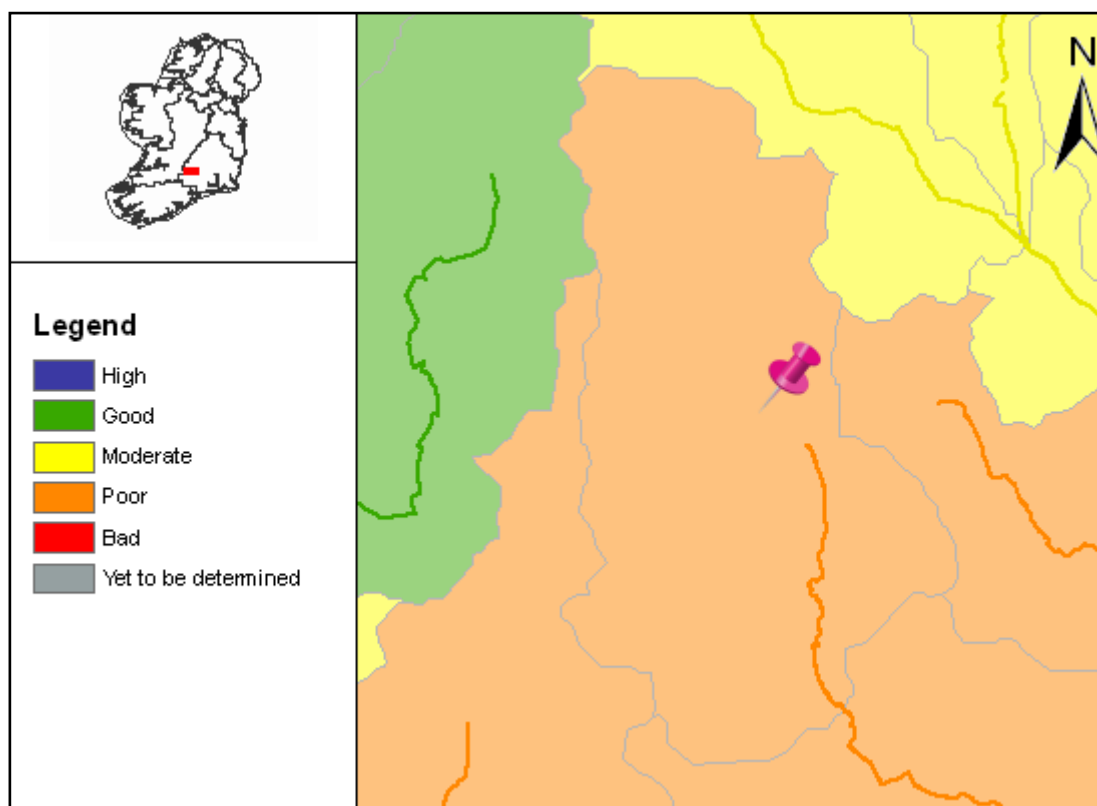 N
Legend
High
Good
Moderate
Poor
Bad
Yet to be determined